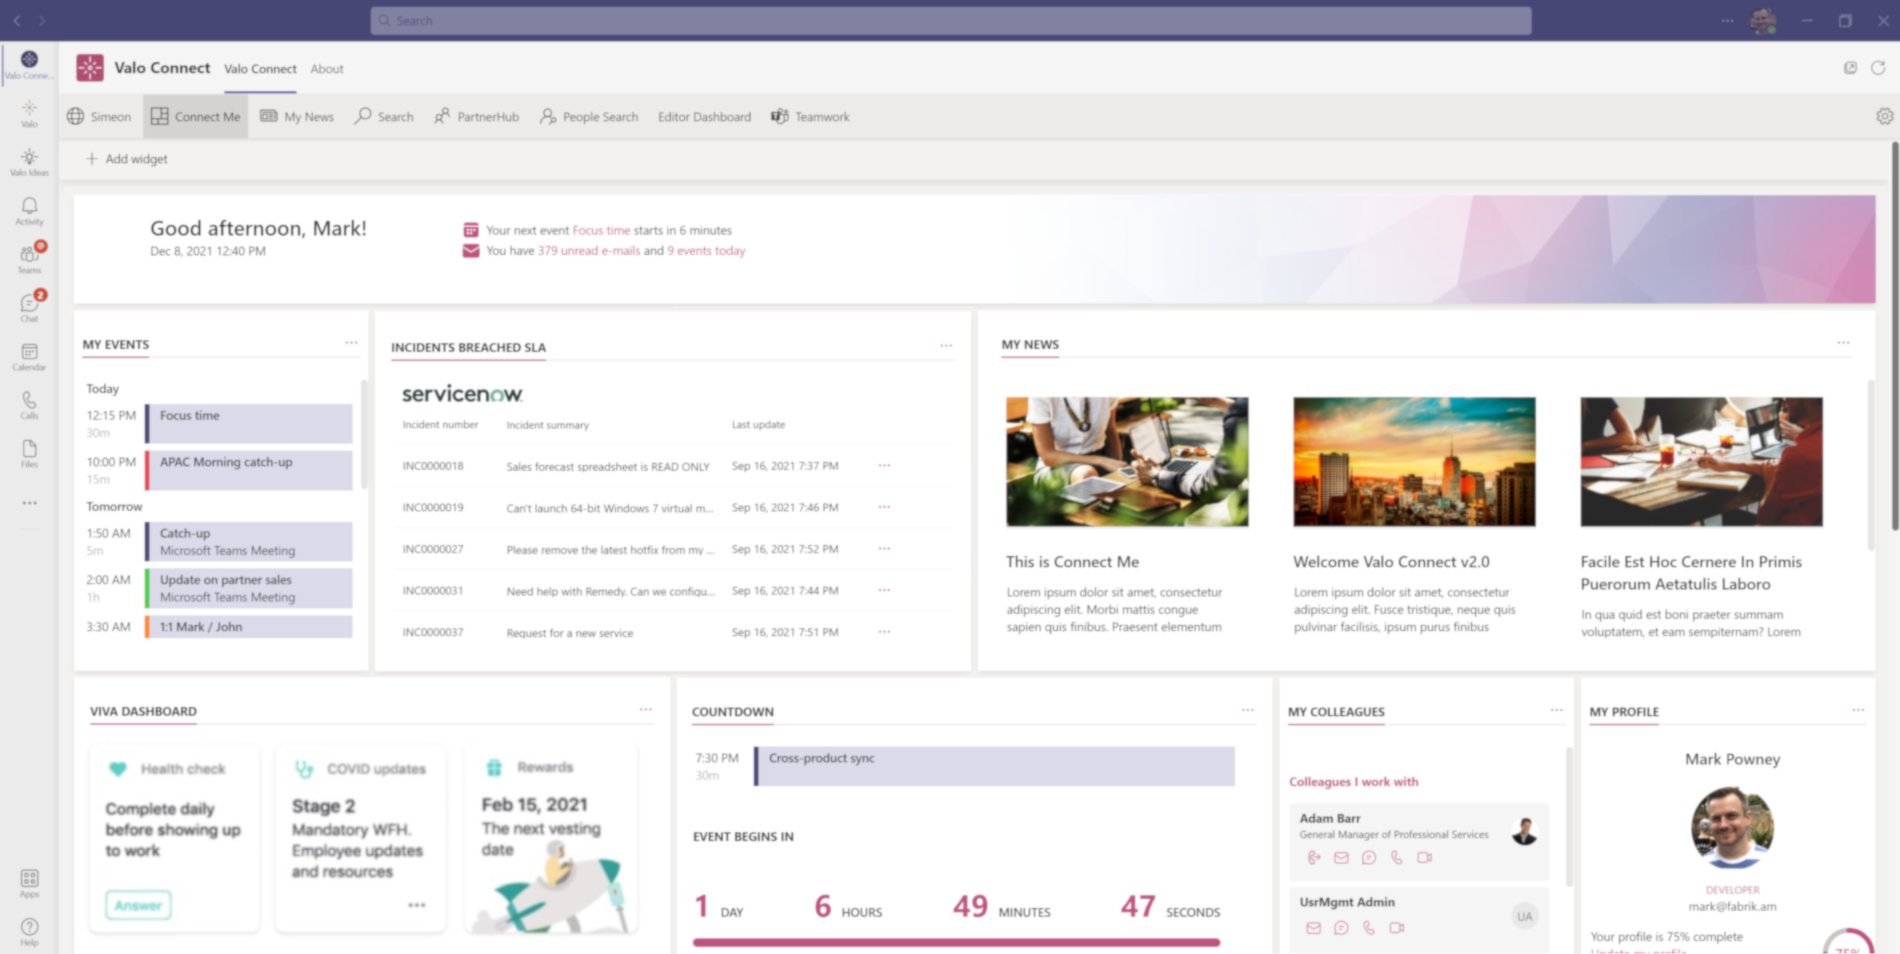 Search
Valo Conne...
Valo
Valo Ideas
Activity
Teams
2
Chat
Calendar
Calls
Files
Apps
Help
Valo Connect
Valo Connect
About
Simeon
Connect Me
My News
Search
PartnerHub
People Search
Editor Dashboard
Teamwork
+ Add widget
Good afternoon, Mark!
Dec 8, 2021 12:40 PM
Your next event Focus time starts in 6 minutes
You have 379 unread e-mails and 9 events today
MY EVENTS
Today
12:15 PM Focus time
30m
10:00 PM APAC Morning catch-up
15m
Tomorrow
1:50 AM Catch-up
5m Microsoft Teams Meeting
2:00 AM Update on partner sales
1h Microsoft Teams Meeting
3:30 AM 1:1 Mark / John
INCIDENTS BREACHED SLA
servicenow
Incident number Incident summary Last update
INC0000018 Sales forecast spreadsheet is READ ONLY Sep 16, 2021 7:37 PM
INC0000019 Can't launch 64-bit Windows 7 virtual m... Sep 16, 2021 7:46 PM
INC0000027 Please remove the latest hotfix from my ... Sep 16, 2021 7:52 PM
INC0000031 Need help with Remedy. Can we configu... Sep 16, 2021 7:44 PM
INC0000037 Request for a new service Sep 16, 2021 7:51 PM
MY NEWS
This is Connect Me
Lorem ipsum dolor sit amet, consectetur
adipiscing elit. Morbi mattis congue
sapien quis finibus. Praesent elementum
Welcome Valo Connect v2.0
Lorem ipsum dolor sit amet, consectetur
adipiscing elit. Fusce tristique, neque quis
pulvinar facilisis, ipsum purus finibus
Facile Est Hoc Cernere In Primis
Puerorum Aetatulis Laboro
In qua quid est boni praeter summam
voluptatem, et eam sempiternam? Lorem
VIVA DASHBOARD
Health check
Complete daily
before showing up
to work
Answer
COVID updates
Stage 2
Mandatory WFH.
Employee updates
and resources
Rewards
Feb 15, 2021
The next vesting
date
COUNTDOWN
7:30 PM Cross-product sync
30m
EVENT BEGINS IN
1 DAY 6 HOURS 49 MINUTES 47 SECONDS
MY COLLEAGUES
Colleagues I work with
Adam Barr
General Manager of Professional Services
UsrMgmt Admin
UA
MY PROFILE
Mark Powney
DEVELOPER
mark@fabrik.am
Your profile is 75% complete
Update my profile
75%